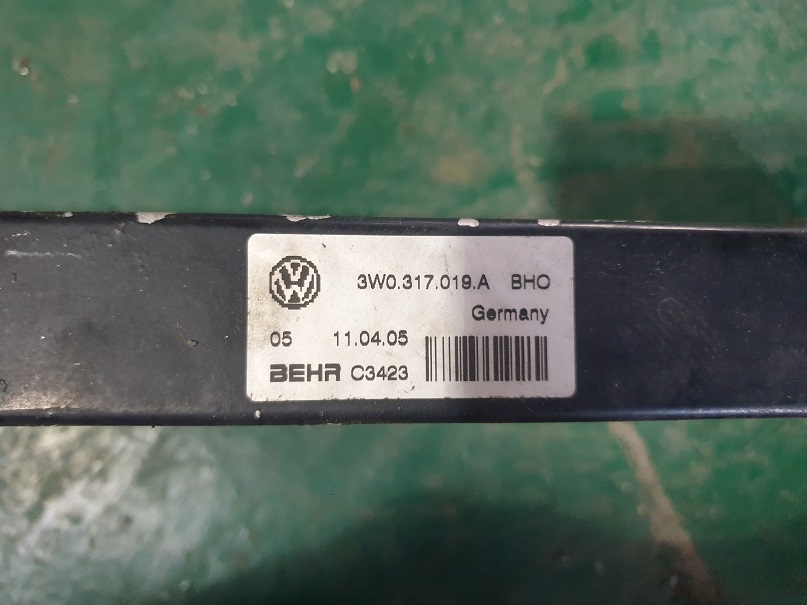 3W0.317.019.A BHO
Germany
05 11.04.05
BEHR C3423